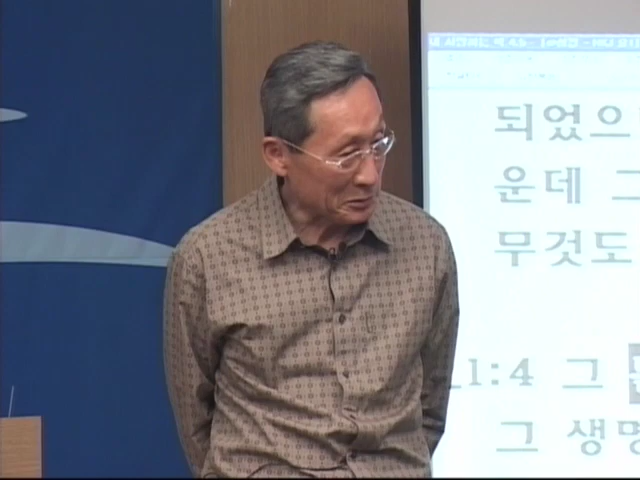 되었으
운데 그
무것도
1:4 그
그 생명